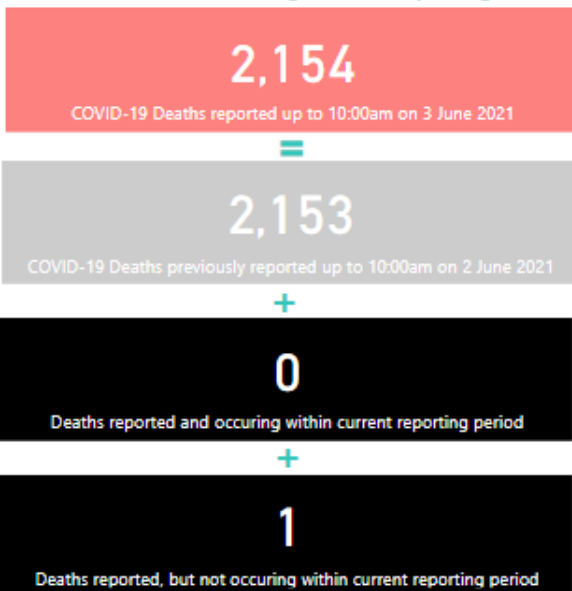 2,154
COVID-19 Deaths reported up to 10:00am on 3 June 2021
=
2,153
COVID-19 Deaths previously reported up to 10:00am on 2 June 2021
+
0
Deaths reported and occuring within current reporting period
+
1
Deaths reported, but not occuring within current reporting period